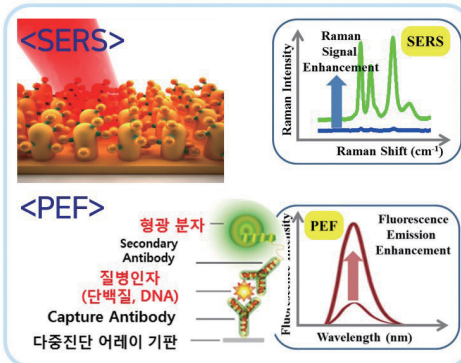 <SERS>
Raman
Signal
Enhancement
SERS
Raman Intensity
Raman Shift (cm⁻¹)
<PEF>
형광 분자
Secondary
Antibody
질병인자
(단백질, DNA)
Capture Antibody
다중진단 어레이 기판
PEF
Fluorescence
Emission
Enhancement
Fluorescence Intensity
Wavelength (nm)